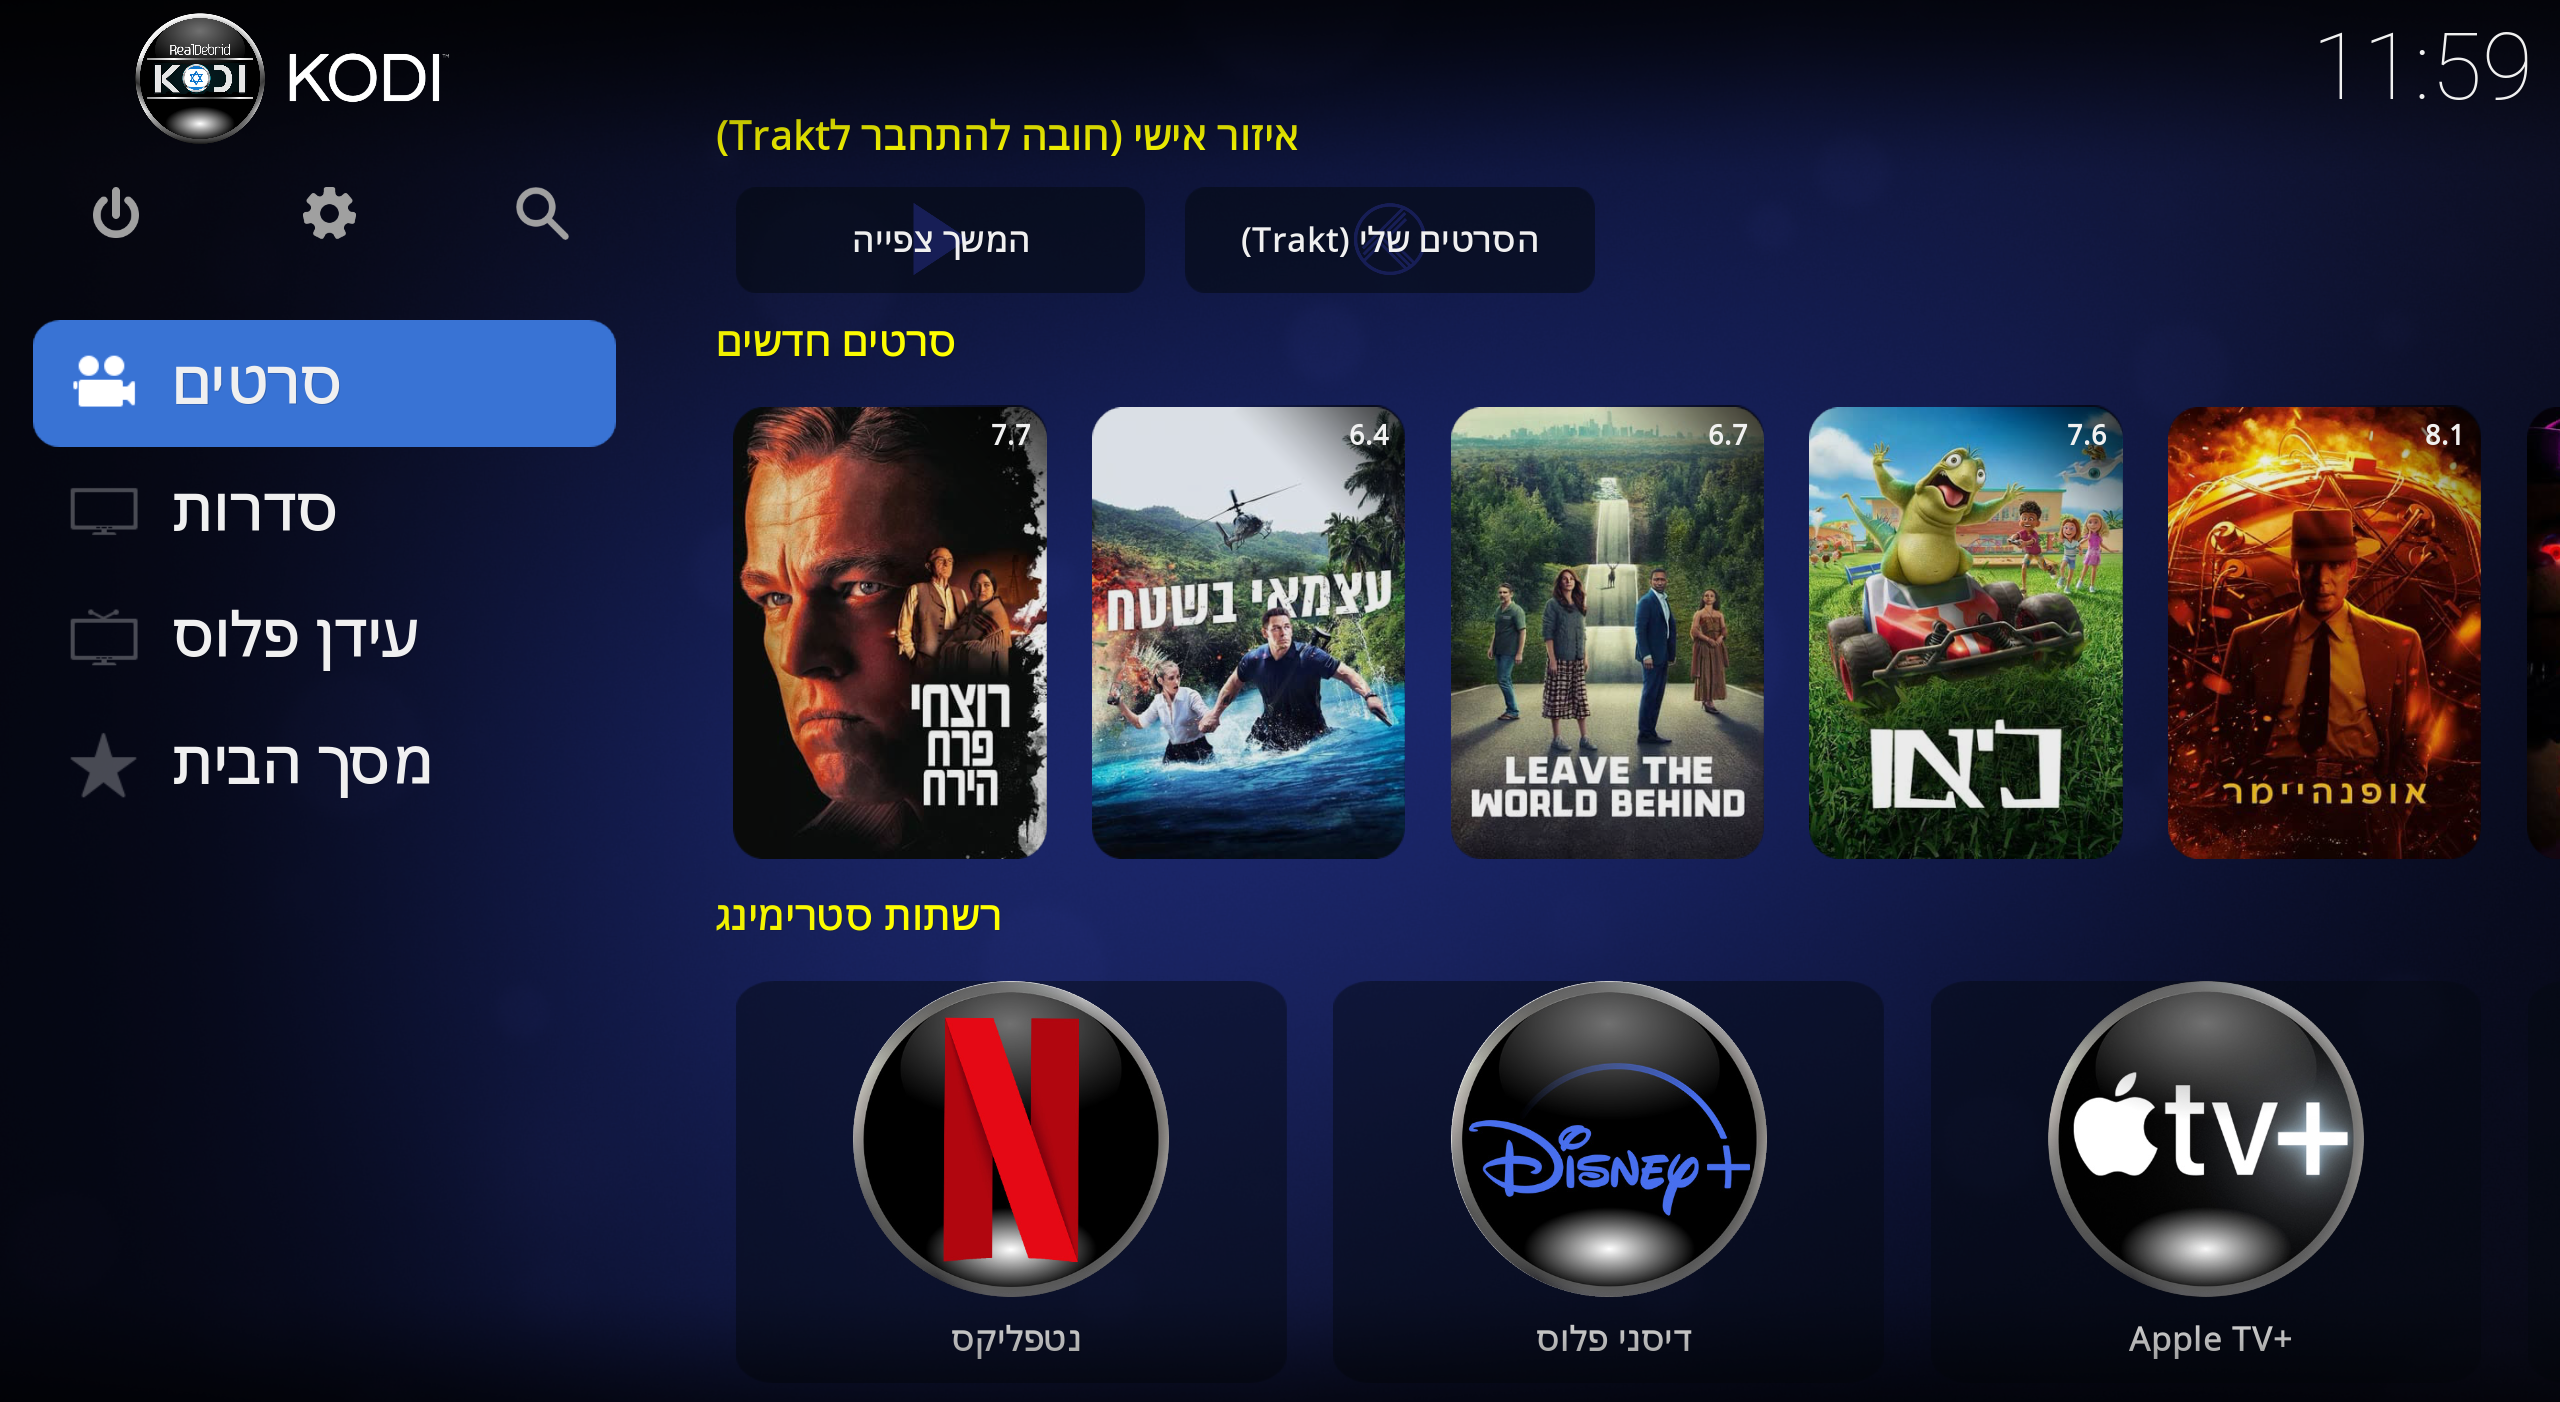 RealDebrid
KODI
KODI
11:59
סרטים
סדרות
עידן פלוס
מסך הבית
איזור אישי (חובה להתחבר לTrakt)
המשך צפייה
הסרטים שלי (Trakt)
סרטים חדשים
7.7
רוצחי
פרח
הירח
6.4
עצמאי בשטח
6.7
LEAVE THE
WORLD BEHIND
7.6
ליאו
8.1
אופנהיימר
רשתות סטרימינג
N
Disney+
tv+
נטפליקס
דיסני פלוס
Apple TV+